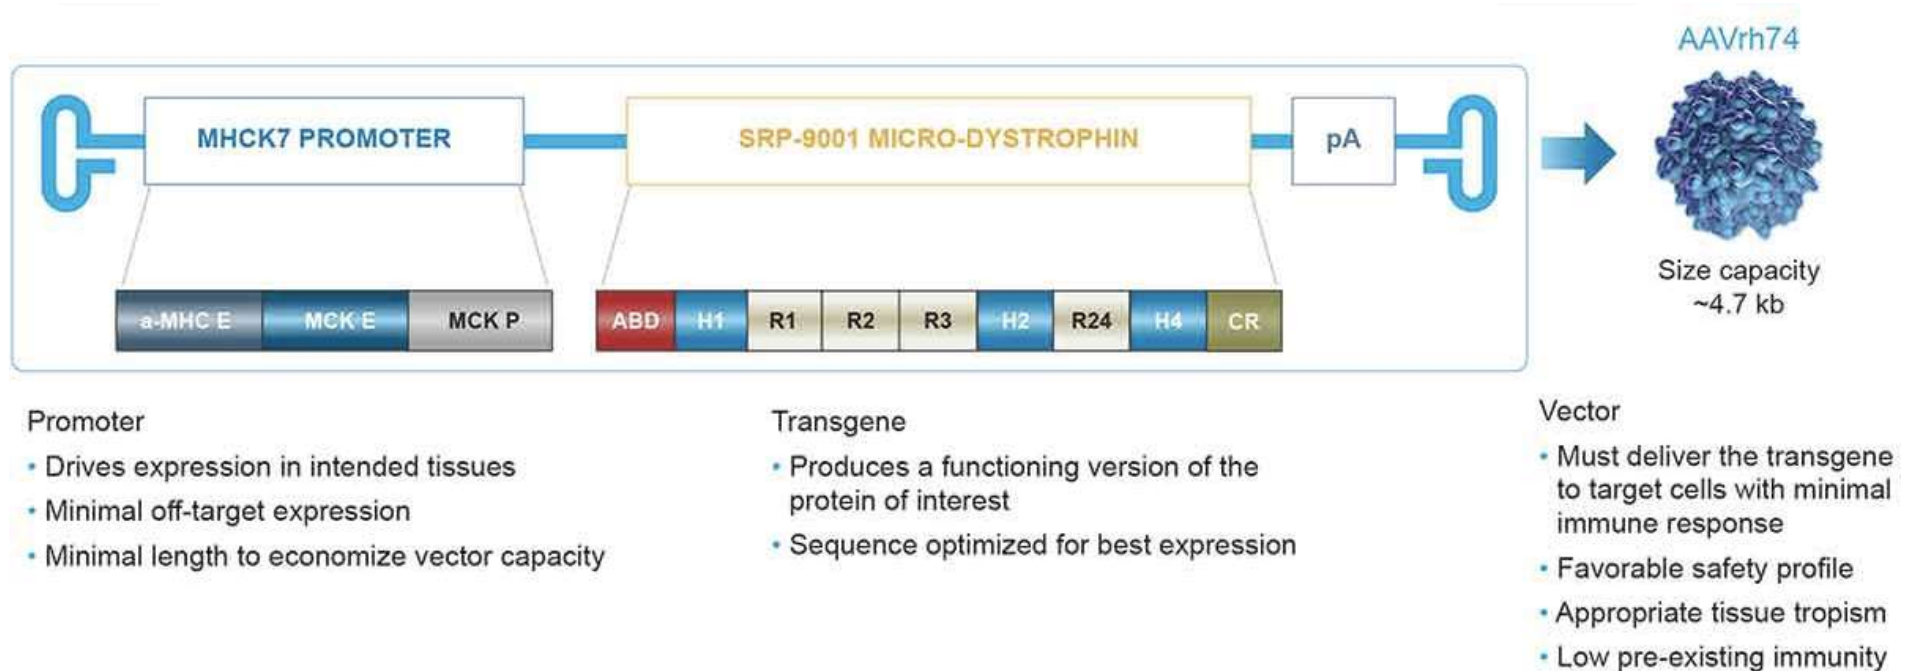 AAVrh74
MHCK7 PROMOTER
SRP-9001 MICRO-DYSTROPHIN
pA
Size capacity
~4.7 kb
a-MHC E
MCK E
MCK P
ABD
H1
R1
R2
R3
H2
R24
H4
CR
Promoter
• Drives expression in intended tissues
• Minimal off-target expression
• Minimal length to economize vector capacity
Transgene
• Produces a functioning version of the
protein of interest
• Sequence optimized for best expression
Vector
• Must deliver the transgene
to target cells with minimal
immune response
• Favorable safety profile
• Appropriate tissue tropism
• Low pre-existing immunity